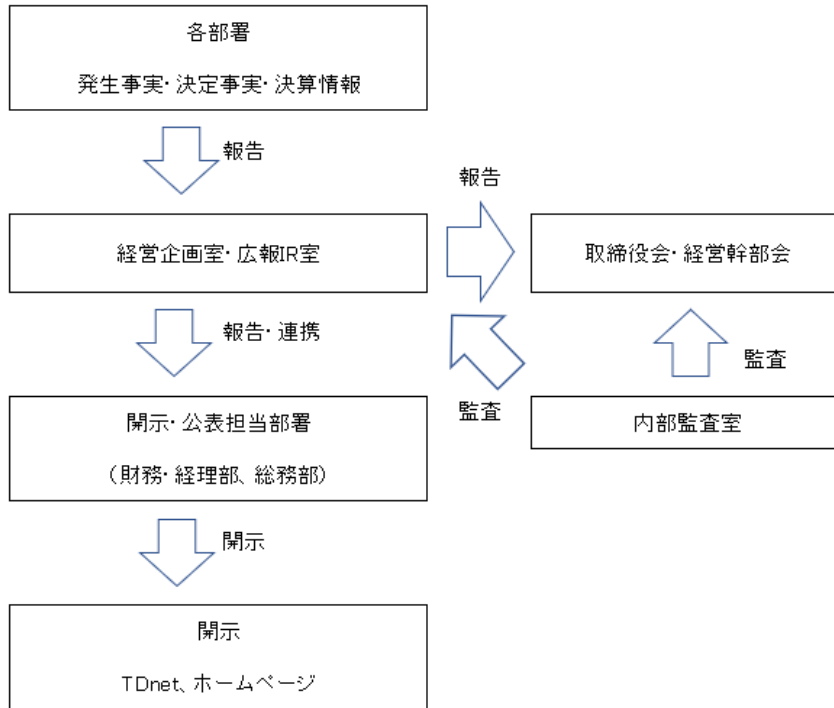 各部署
発生事実・決定事実・決算情報
報告
報告
経営企画室・広報IR室
取締役会・経営幹部会
報告・連携
監査
監査
開示・公表担当部署
（財務・経理部、総務部）
内部監査室
開示
開示
TDnet、ホームページ